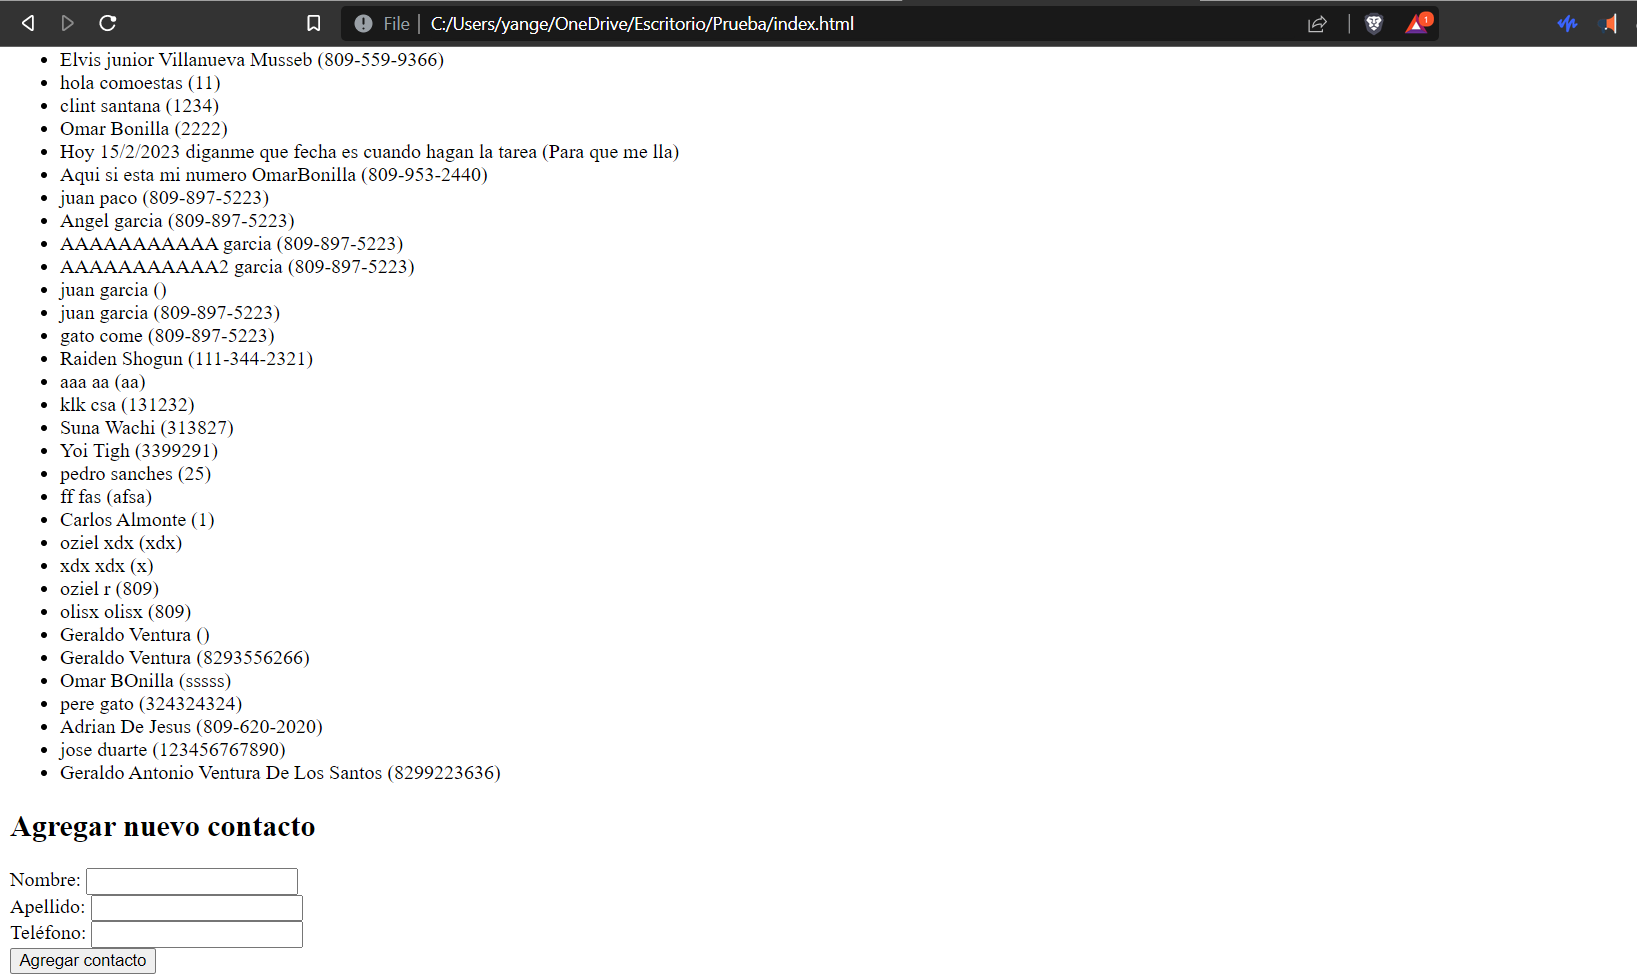 File | C:/Users/yange/OneDrive/Escritorio/Prueba/index.html
1
Elvis junior Villanueva Musseb (809-559-9366)
hola comoestas (11)
clint santana (1234)
Omar Bonilla (2222)
Hoy 15/2/2023 diganme que fecha es cuando hagan la tarea (Para que me lla)
Aqui si esta mi numero OmarBonilla (809-953-2440)
juan paco (809-897-5223)
Angel garcia (809-897-5223)
AAAAAAAAAAA garcia (809-897-5223)
AAAAAAAAAAA2 garcia (809-897-5223)
juan garcia ()
juan garcia (809-897-5223)
gato come (809-897-5223)
Raiden Shogun (111-344-2321)
aaa aa (aa)
klk csa (131232)
Suna Wachi (313827)
Yoi Tigh (3399291)
pedro sanches (25)
ff fas (afsa)
Carlos Almonte (1)
oziel xdx (xdx)
xdx xdx (x)
oziel r (809)
olisx olisx (809)
Geraldo Ventura ()
Geraldo Ventura (8293556266)
Omar BOnilla (sssss)
pere gato (324324324)
Adrian De Jesus (809-620-2020)
jose duarte (123456767890)
Geraldo Antonio Ventura De Los Santos (8299223636)
Agregar nuevo contacto
Nombre:
Apellido:
Teléfono:
Agregar contacto